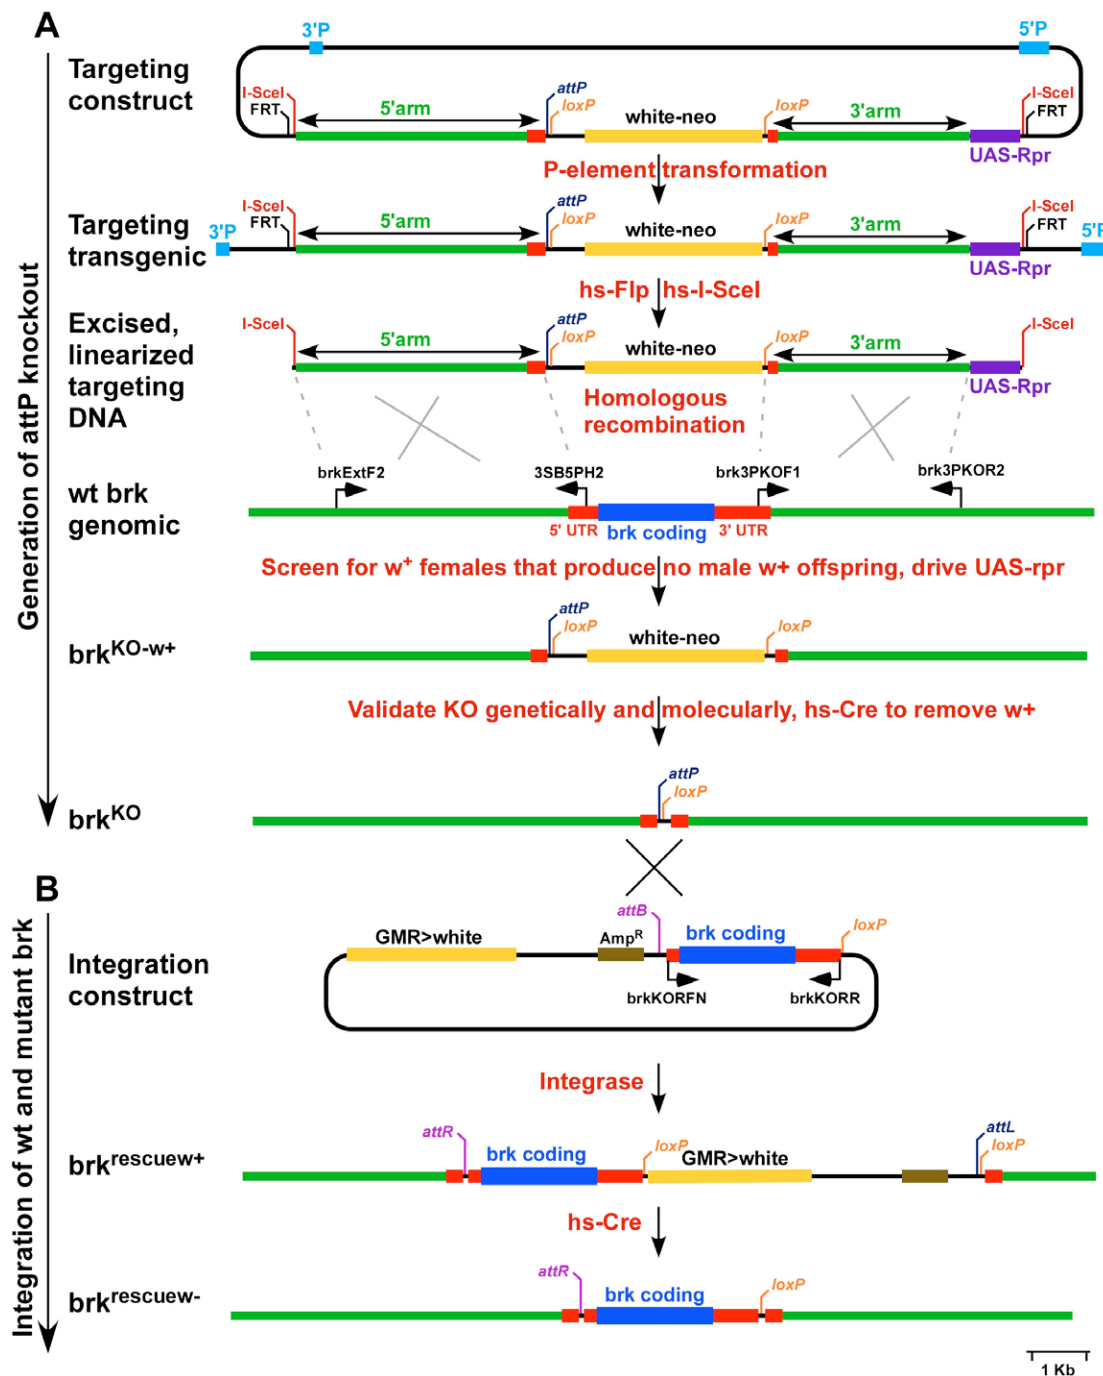 A
3'P
5'P
Targeting
construct
I-SceI
FRT
5'arm
attP
loxP
white-neo
loxP
3'arm
I-SceI
FRT
UAS-Rpr
P-element transformation
Targeting
transgenic
3'P
I-SceI
FRT
5'arm
attP
loxP
white-neo
loxP
3'arm
I-SceI
FRT
5'P
UAS-Rpr
hs-Flp hs-I-SceI
Excised,
linearized
targeting
DNA
I-SceI
5'arm
attP
loxP
white-neo
loxP
3'arm
I-SceI
UAS-Rpr
Homologous
recombination
Generation of attP knockout
wt brk
genomic
brkExtF2
3SB5PH2
brk3PKOF1
brk3PKOR2
5' UTR
brk coding
3' UTR
Screen for w+ females that produce no male w+ offspring, drive UAS-rpr
brkKO-w+
attP
loxP
white-neo
loxP
Validate KO genetically and molecularly, hs-Cre to remove w+
brkKO
attP
loxP
B
Integration of wt and mutant brk
Integration
construct
GMR>white
AmpR
attB
brk coding
loxP
brkKORFN
brkKORR
Integrase
brkrescuew+
attR
brk coding
loxP
GMR>white
attL
loxP
hs-Cre
brkrescuew-
attR
brk coding
loxP
1 Kb